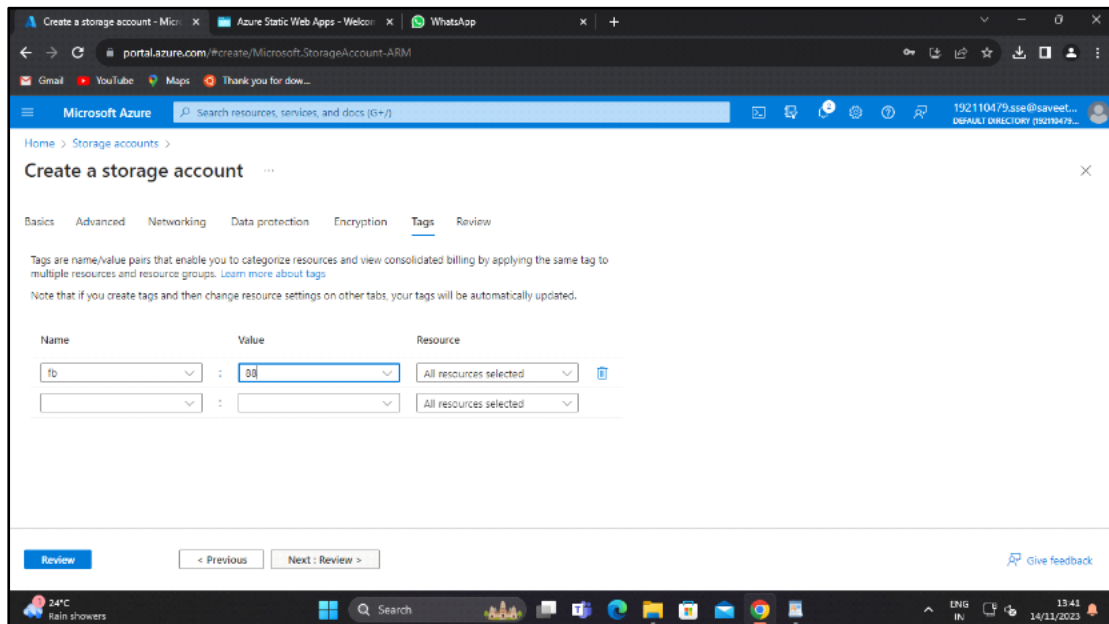 Create a storage account - Micr
Azure Static Web Apps - Welcom
WhatsApp
portal.azure.com/#create/Microsoft.StorageAccount-ARM
Gmail YouTube Maps Thank you for dow...
Microsoft Azure
Search resources, services, and docs (G+/)
2
192110479.sse@saveet...
DEFAULT DIRECTORY (192110479...
Home > Storage accounts >
Create a storage account ...
Basics Advanced Networking Data protection Encryption Tags Review
Tags are name/value pairs that enable you to categorize resources and view consolidated billing by applying the same tag to
multiple resources and resource groups. Learn more about tags
Note that if you create tags and then change resource settings on other tabs, your tags will be automatically updated.
Name Value Resource
fb : 88 All resources selected
: All resources selected
Review < Previous Next : Review > Give feedback
1
24°C
Rain showers
Search
ENG
IN
13:41
14/11/2023